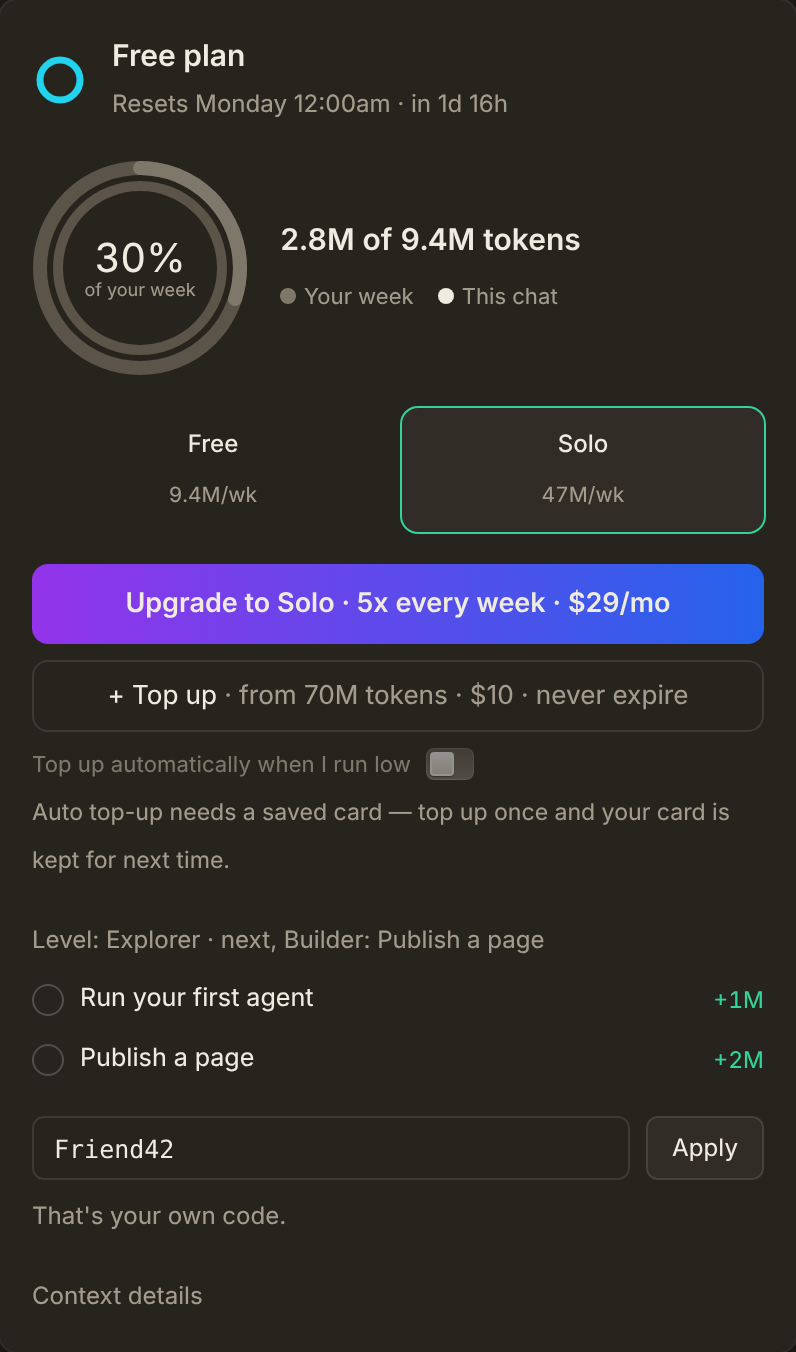 Free plan
Resets Monday 12:00am · in 1d 16h
30%
of your week
2.8M of 9.4M tokens
Your week This chat
Free
9.4M/wk
Solo
47M/wk
Upgrade to Solo · 5x every week · $29/mo
+ Top up · from 70M tokens · $10 · never expire
Top up automatically when I run low
Auto top-up needs a saved card — top up once and your card is
kept for next time.
Level: Explorer · next, Builder: Publish a page
Run your first agent +1M
Publish a page +2M
Friend42 Apply
That's your own code.
Context details